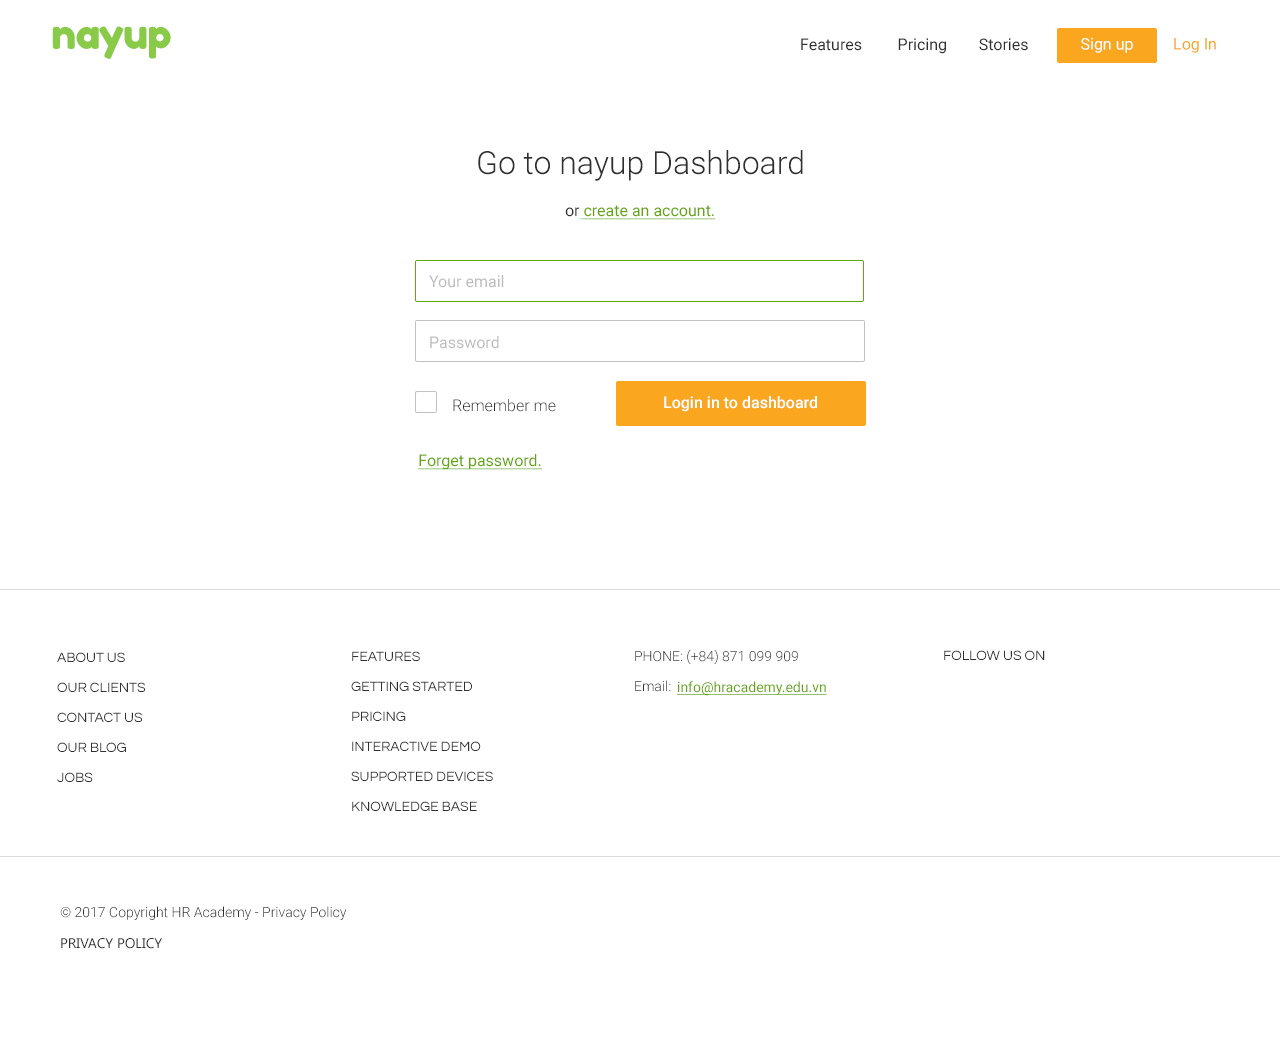 nayup
Features Pricing Stories Sign up Log In
Go to nayup Dashboard
or create an account.
Your email
Password
Remember me
Login in to dashboard
Forget password.
ABOUT US
OUR CLIENTS
CONTACT US
OUR BLOG
JOBS
FEATURES
GETTING STARTED
PRICING
INTERACTIVE DEMO
SUPPORTED DEVICES
KNOWLEDGE BASE
PHONE: (+84) 871 099 909
Email: info@hracademy.edu.vn
FOLLOW US ON
© 2017 Copyright HR Academy - Privacy Policy
PRIVACY POLICY